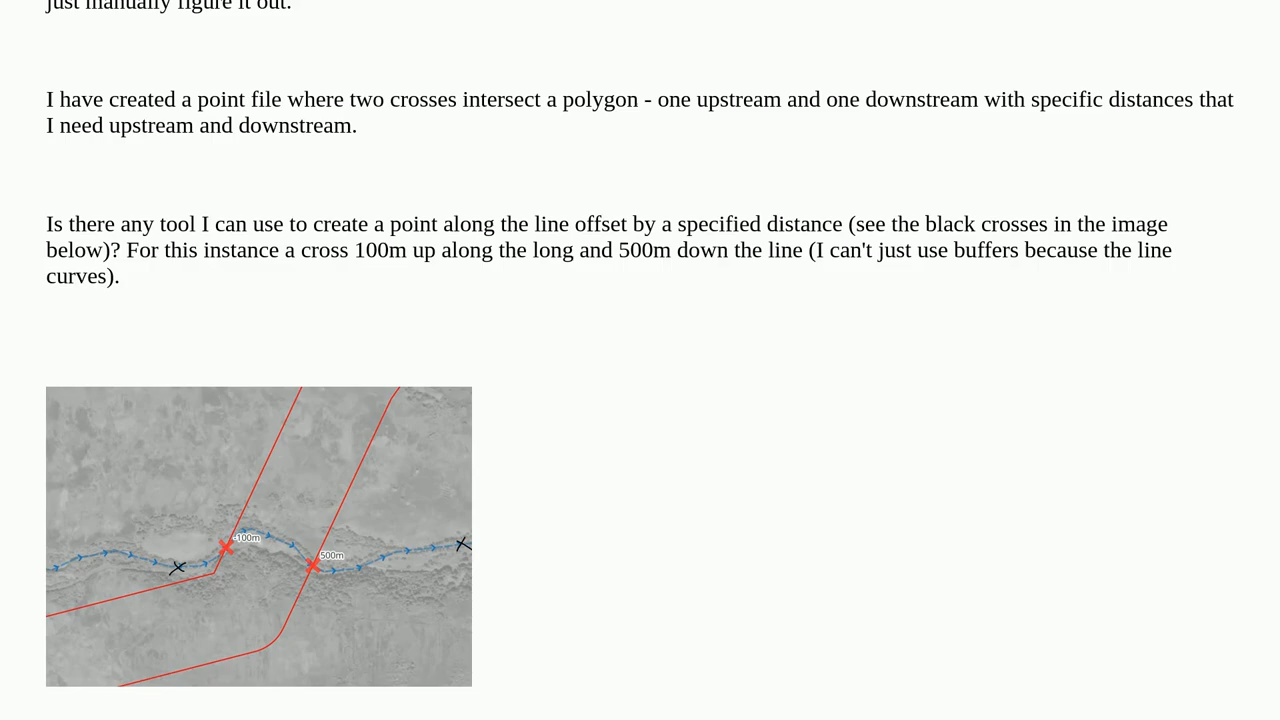 just manually figure it out.
I have created a point file where two crosses intersect a polygon - one upstream and one downstream with specific distances that
I need upstream and downstream.
Is there any tool I can use to create a point along the line offset by a specified distance (see the black crosses in the image
below)? For this instance a cross 100m up along the long and 500m down the line (I can't just use buffers because the line
curves).
-100m
500m